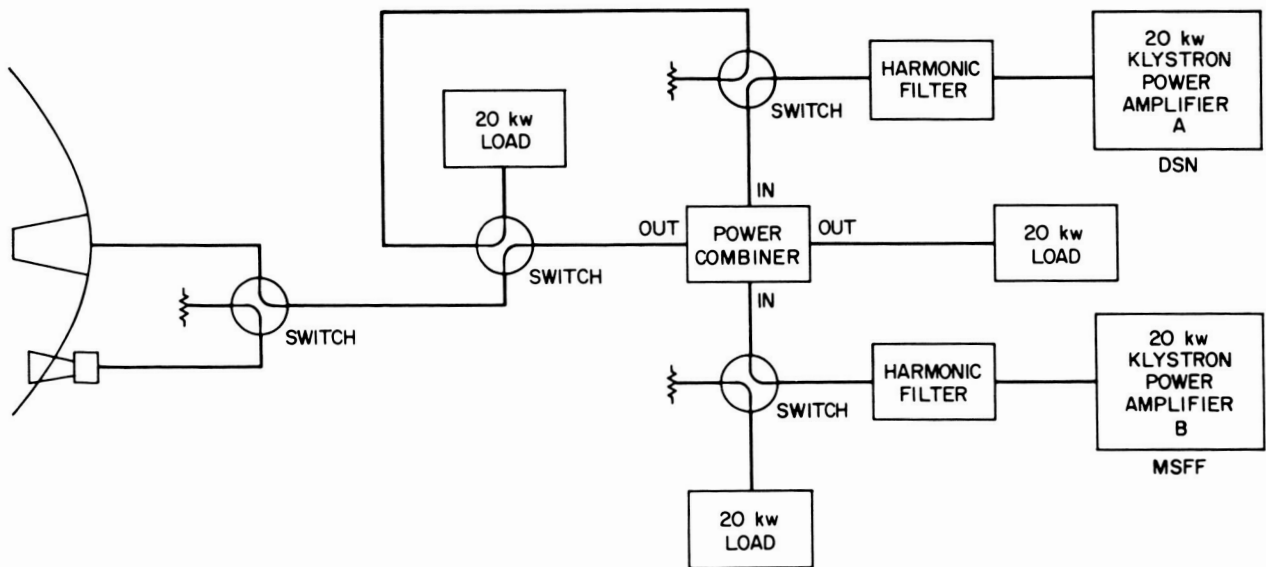 20 kw
KLYSTRON
POWER
AMPLIFIER
A
DSN
HARMONIC
FILTER
SWITCH
20 kw
LOAD
IN
OUT
POWER
COMBINER
OUT
20 kw
LOAD
SWITCH
SWITCH
IN
20 kw
KLYSTRON
POWER
AMPLIFIER
B
MSFF
HARMONIC
FILTER
SWITCH
20 kw
LOAD